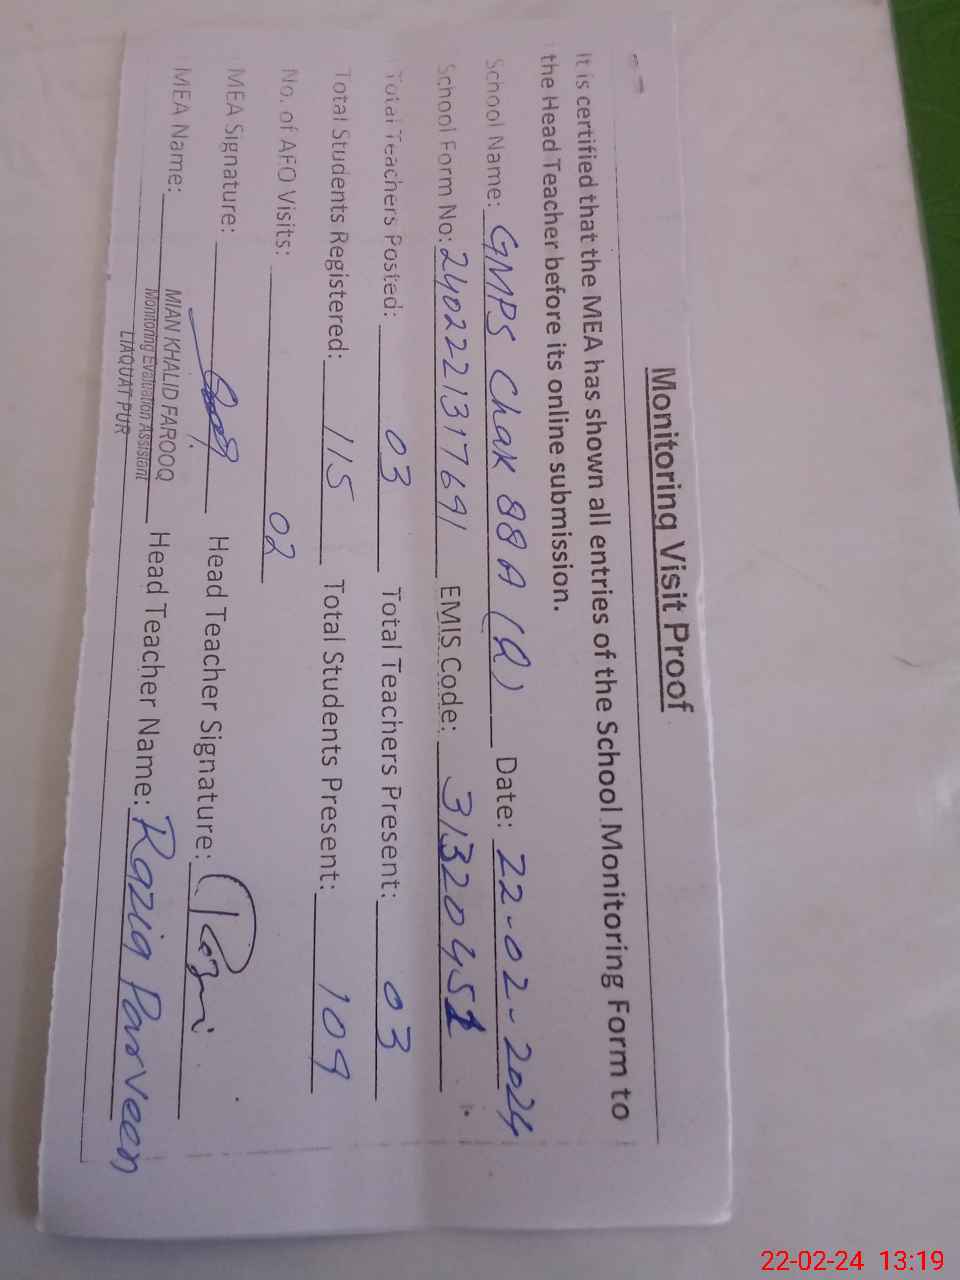 Monitoring Visit Proof
It is certified that the MEA has shown all entries of the School Monitoring Form to
the Head Teacher before its online submission.
School Name: GMPS Chak 88 A (A) Date: 22-02-2024
School Form No: 2402221317691 EMIS Code: 31320451
Total Teachers Posted: 03 Total Teachers Present: 03
Total Students Registered: 115 Total Students Present: 109
No. of AFO Visits: 02
MEA Signature: Head Teacher Signature:
MEA Name: MIAN KHALID FAROOQ Head Teacher Name: Razia Parveen
Monitoring Evaluation Assistant
LIAQUAT PUR
22-02-24 13:19